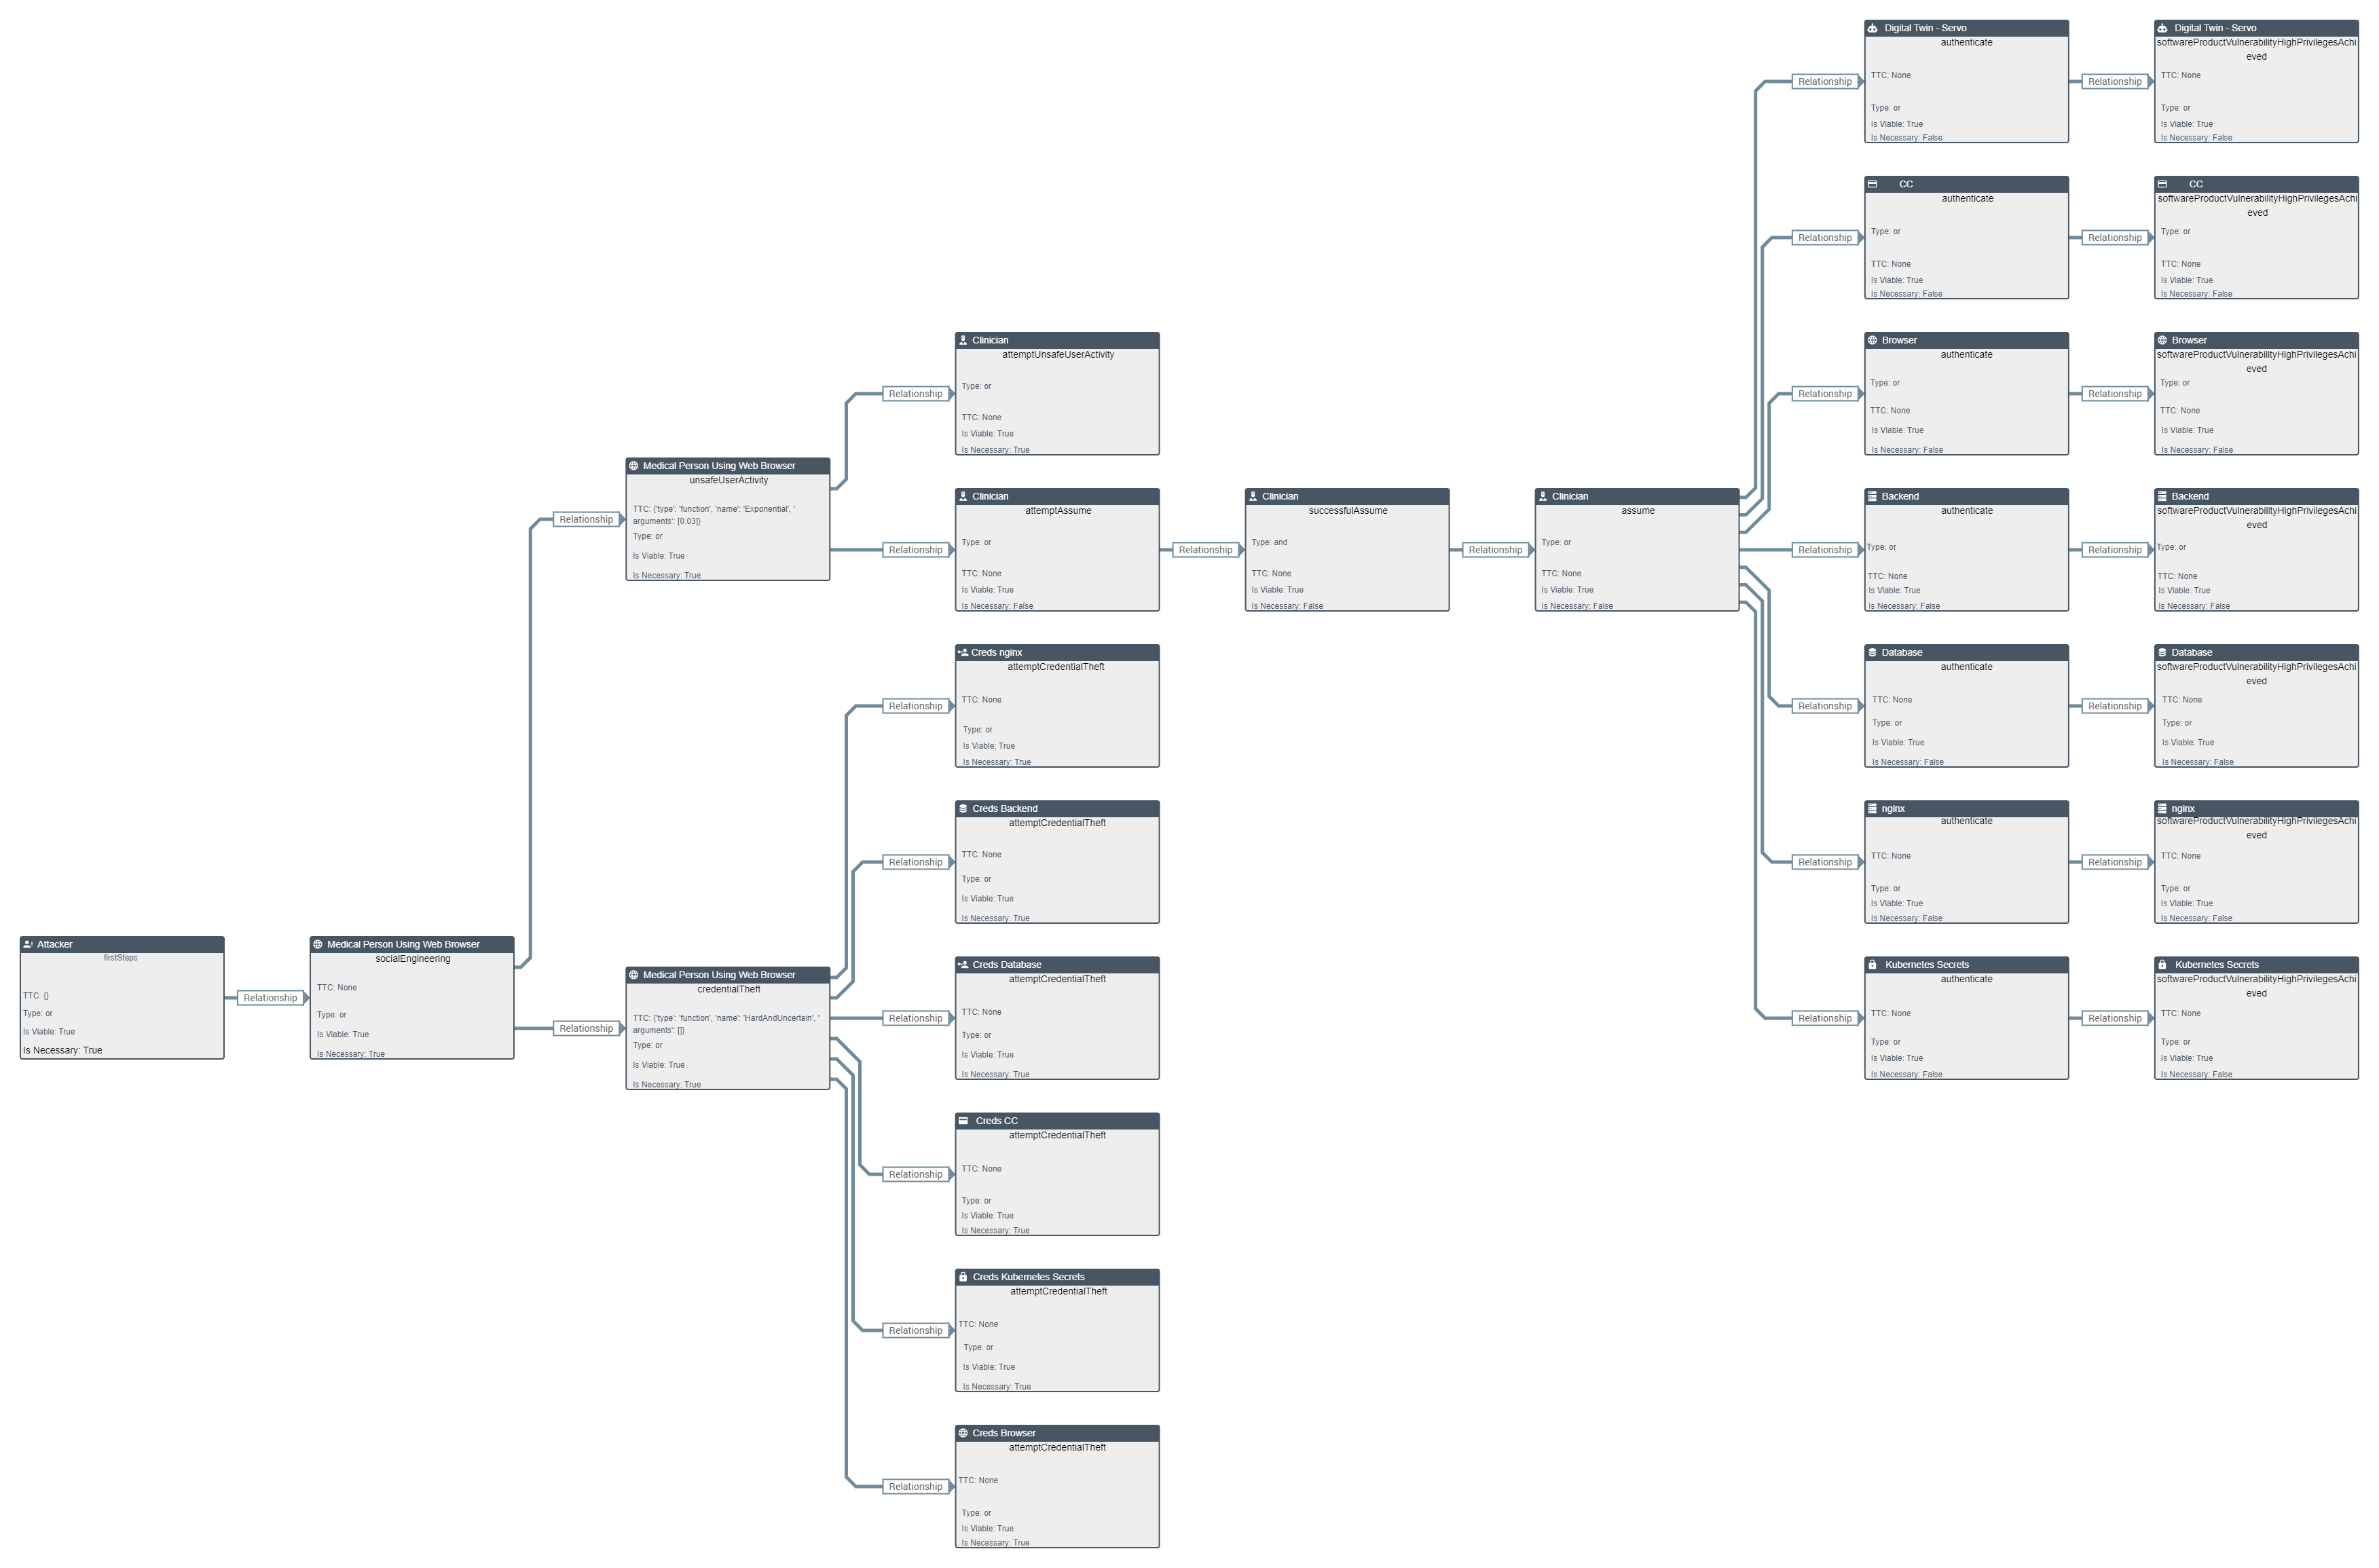 Attacker
firstSteps
TTC: {}
Type: or
Is Viable: True
Is Necessary: True
Relationship
Medical Person Using Web Browser
socialEngineering
TTC: None
Type: or
Is Viable: True
Is Necessary: True
Relationship
Medical Person Using Web Browser
unsafeUserActivity
TTC: {'type': 'function', 'name': 'Exponential', '
arguments': [0.03]}
Type: or
Is Viable: True
Is Necessary: True
Relationship
Medical Person Using Web Browser
credentialTheft
TTC: {'type': 'function', 'name': 'HardAndUncertain', '
arguments': []}
Type: or
Is Viable: True
Is Necessary: True
Relationship
Clinician
attemptUnsafeUserActivity
Type: or
TTC: None
Is Viable: True
Is Necessary: True
Relationship
Clinician
attemptAssume
Type: or
TTC: None
Is Viable: True
Is Necessary: False
Relationship
Creds nginx
attemptCredentialTheft
TTC: None
Type: or
Is Viable: True
Is Necessary: True
Relationship
Creds Backend
attemptCredentialTheft
TTC: None
Type: or
Is Viable: True
Is Necessary: True
Relationship
Creds Database
attemptCredentialTheft
TTC: None
Type: or
Is Viable: True
Is Necessary: True
Relationship
Creds CC
attemptCredentialTheft
TTC: None
Type: or
Is Viable: True
Is Necessary: True
Relationship
Creds Kubernetes Secrets
attemptCredentialTheft
TTC: None
Type: or
Is Viable: True
Is Necessary: True
Relationship
Creds Browser
attemptCredentialTheft
TTC: None
Type: or
Is Viable: True
Is Necessary: True
Relationship
Clinician
successfulAssume
Type: and
TTC: None
Is Viable: True
Is Necessary: False
Relationship
Clinician
assume
Type: or
TTC: None
Is Viable: True
Is Necessary: False
Relationship
Digital Twin - Servo
authenticate
TTC: None
Type: or
Is Viable: True
Is Necessary: False
Relationship
Digital Twin - Servo
softwareProductVulnerabilityHighPrivilegesAchi
eved
TTC: None
Type: or
Is Viable: True
Is Necessary: False
Relationship
CC
authenticate
Type: or
TTC: None
Is Viable: True
Is Necessary: False
Relationship
CC
softwareProductVulnerabilityHighPrivilegesAchi
eved
Type: or
TTC: None
Is Viable: True
Is Necessary: False
Relationship
Browser
authenticate
Type: or
TTC: None
Is Viable: True
Is Necessary: False
Relationship
Browser
softwareProductVulnerabilityHighPrivilegesAchi
eved
Type: or
TTC: None
Is Viable: True
Is Necessary: False
Relationship
Backend
authenticate
Type: or
TTC: None
Is Viable: True
Is Necessary: False
Relationship
Backend
softwareProductVulnerabilityHighPrivilegesAchi
eved
Type: or
TTC: None
Is Viable: True
Is Necessary: False
Relationship
Database
authenticate
TTC: None
Type: or
Is Viable: True
Is Necessary: False
Relationship
Database
softwareProductVulnerabilityHighPrivilegesAchi
eved
TTC: None
Type: or
Is Viable: True
Is Necessary: False
Relationship
nginx
authenticate
TTC: None
Type: or
Is Viable: True
Is Necessary: False
Relationship
nginx
softwareProductVulnerabilityHighPrivilegesAchi
eved
TTC: None
Type: or
Is Viable: True
Is Necessary: False
Relationship
Kubernetes Secrets
authenticate
TTC: None
Type: or
Is Viable: True
Is Necessary: False
Relationship
Kubernetes Secrets
softwareProductVulnerabilityHighPrivilegesAchi
eved
TTC: None
Type: or
Is Viable: True
Is Necessary: False